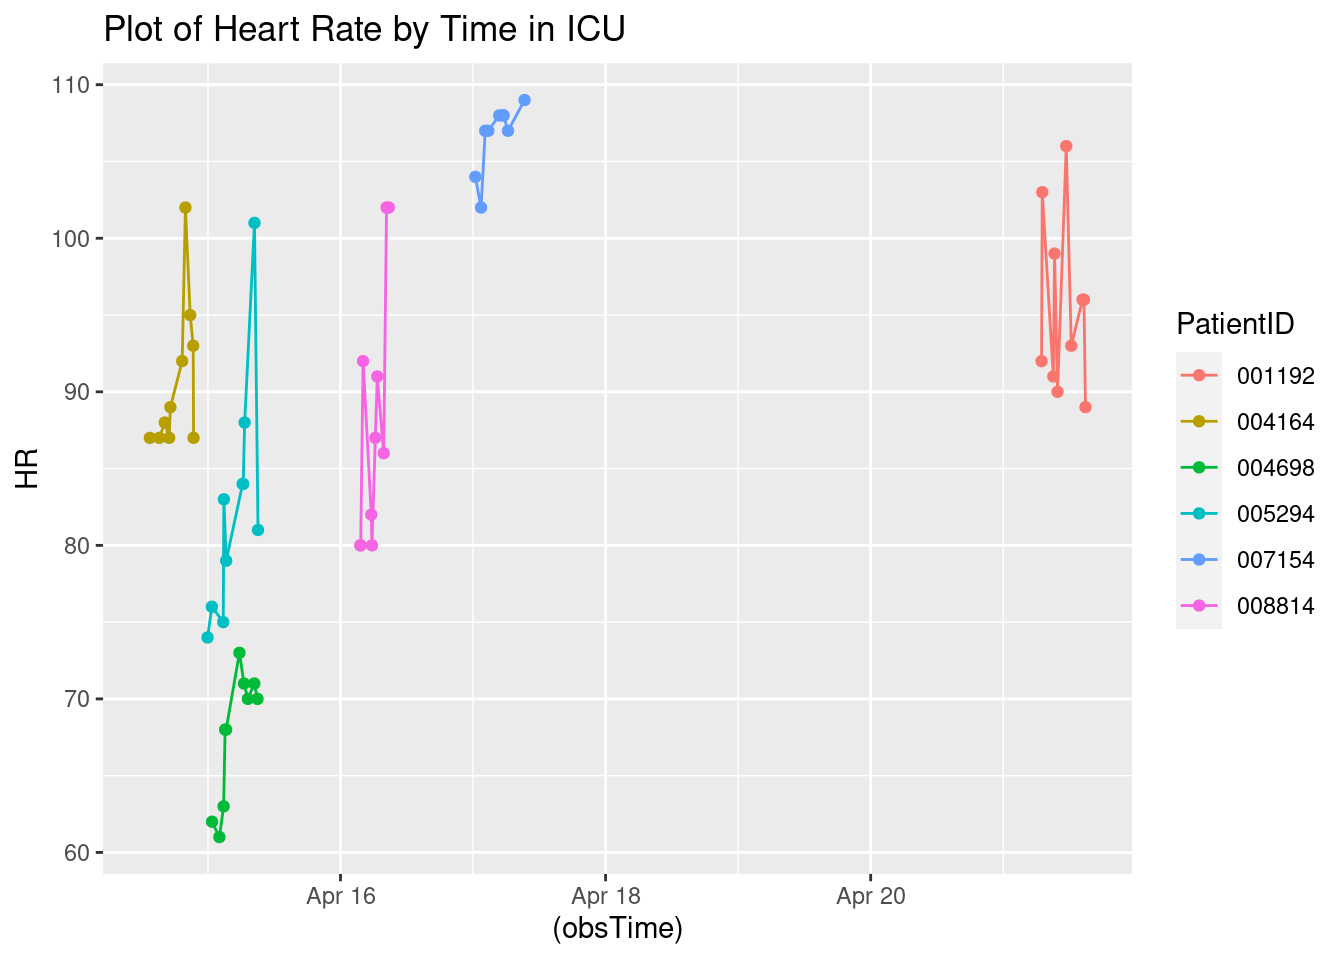 Plot of Heart Rate by Time in ICU
110
100
90
80
70
60
HR
Apr 16
Apr 18
Apr 20
(obsTime)
PatientID
001192
004164
004698
005294
007154
008814